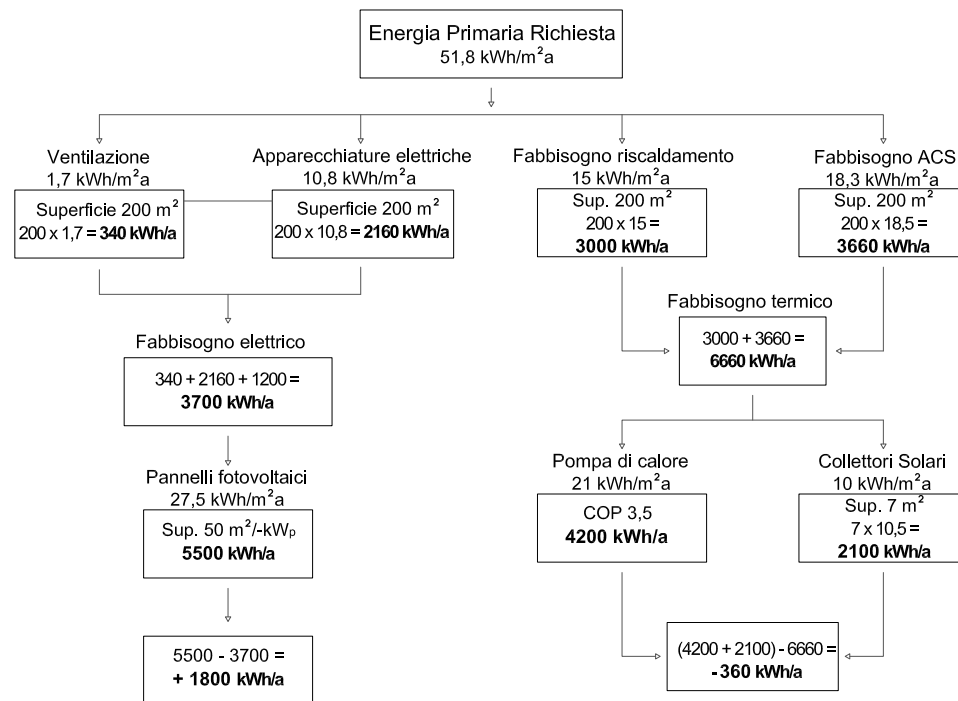 Energia Primaria Richiesta
51,8 kWh/m²a
Ventilazione
1,7 kWh/m²a
Superficie 200 m²
200 x 1,7 = 340 kWh/a
Apparecchiature elettriche
10,8 kWh/m²a
Superficie 200 m²
200 x 10,8 = 2160 kWh/a
Fabbisogno riscaldamento
15 kWh/m²a
Sup. 200 m²
200 x 15 =
3000 kWh/a
Fabbisogno ACS
18,3 kWh/m²a
Sup. 200 m²
200 x 18,5 =
3660 kWh/a
Fabbisogno termico
3000 + 3660 =
6660 kWh/a
Fabbisogno elettrico
340 + 2160 + 1200 =
3700 kWh/a
Pannelli fotovoltaici
27,5 kWh/m²a
Sup. 50 m²/-kWp
5500 kWh/a
Pompa di calore
21 kWh/m²a
COP 3,5
4200 kWh/a
Collettori Solari
10 kWh/m²a
Sup. 7 m²
7 x 10,5 =
2100 kWh/a
5500 - 3700 =
+ 1800 kWh/a
(4200 + 2100) - 6660 =
- 360 kWh/a